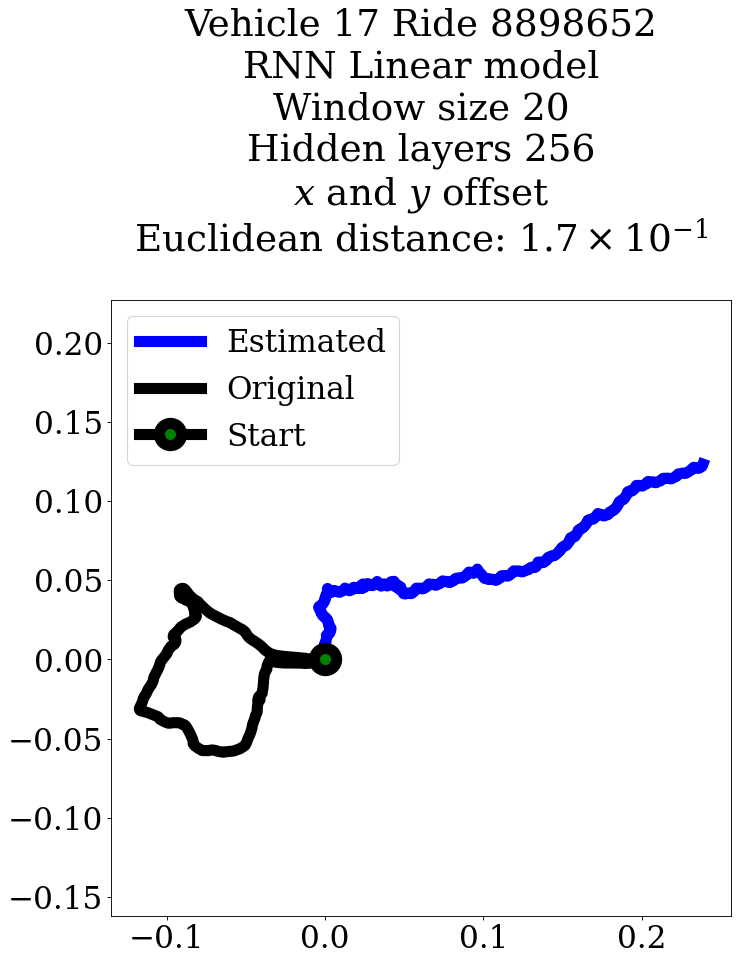 Vehicle 17 Ride 8898652
RNN Linear model
Window size 20
Hidden layers 256
x and y offset
Euclidean distance: 1.7 × 10⁻¹
Estimated
Original
Start
0.20
0.15
0.10
0.05
0.00
−0.05
−0.10
−0.15
−0.1 0.0 0.1 0.2